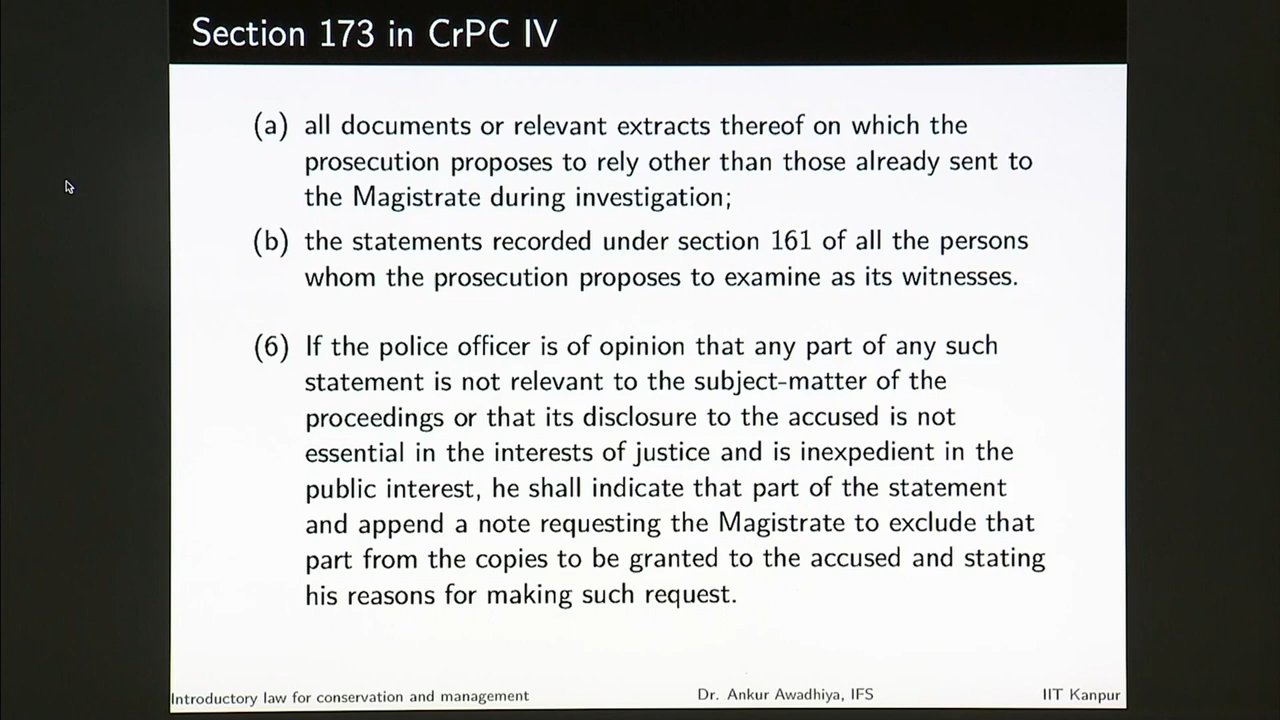 Section 173 in CrPC IV
(a) all documents or relevant extracts thereof on which the
prosecution proposes to rely other than those already sent to
the Magistrate during investigation;
(b) the statements recorded under section 161 of all the persons
whom the prosecution proposes to examine as its witnesses.
(6) If the police officer is of opinion that any part of any such
statement is not relevant to the subject-matter of the
proceedings or that its disclosure to the accused is not
essential in the interests of justice and is inexpedient in the
public interest, he shall indicate that part of the statement
and append a note requesting the Magistrate to exclude that
part from the copies to be granted to the accused and stating
his reasons for making such request.
Introductory law for conservation and management Dr. Ankur Awadhiya, IFS IIT Kanpur